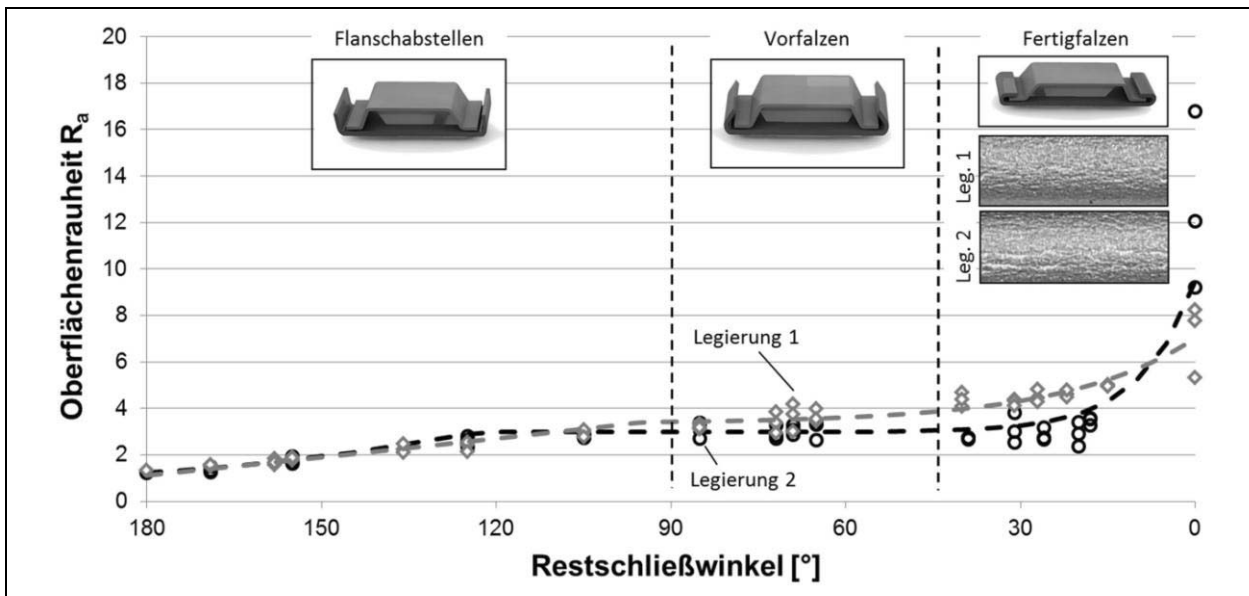 Flanschabstellen
Vorfalzen
Fertigfalzen
Oberflächenrauheit Ra
20
18
16
14
12
10
8
6
4
2
0
Leg. 1
Leg. 2
Legierung 1
Legierung 2
180
150
120
90
60
30
0
Restschließwinkel [°]